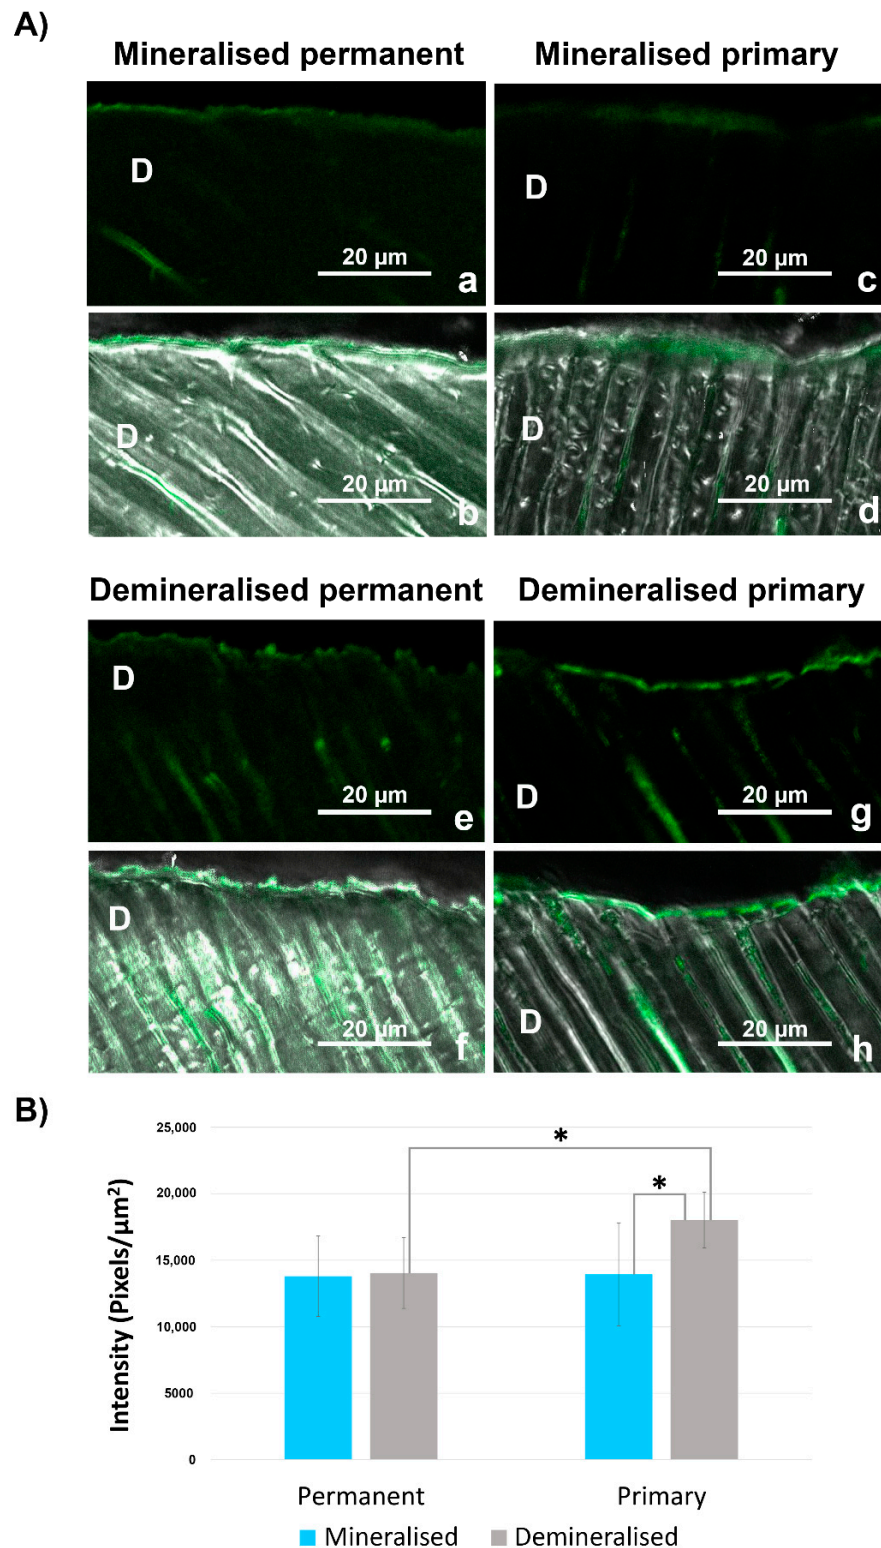 A)
Mineralised permanent
Mineralised primary
D
20 µm
a
D
20 µm
c
D
20 µm
b
D
20 µm
d
Demineralised permanent
Demineralised primary
D
20 µm
e
D
20 µm
g
D
20 µm
f
D
20 µm
h
B)
Intensity (Pixels/µm²)
25,000
20,000
15,000
10,000
5000
0
*
*
Permanent
Primary
Mineralised
Demineralised